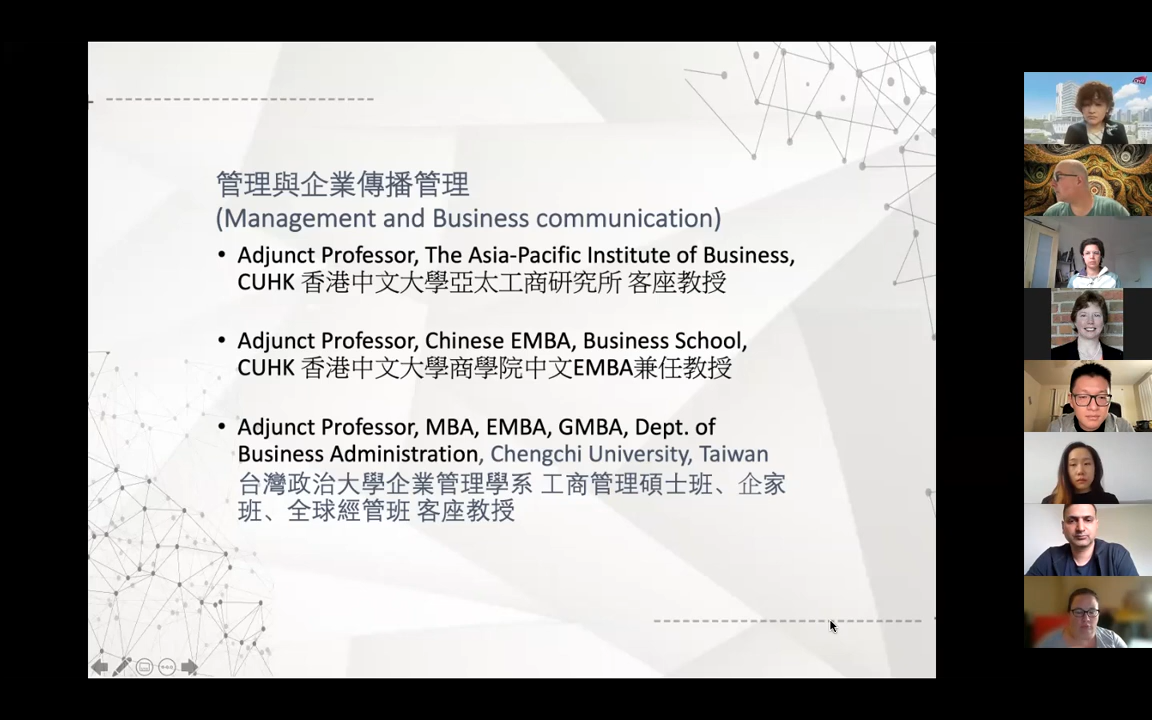 管理與企業傳播管理
(Management and Business communication)
• Adjunct Professor, The Asia-Pacific Institute of Business,
CUHK 香港中文大學亞太工商研究所 客座教授
• Adjunct Professor, Chinese EMBA, Business School,
CUHK 香港中文大學商學院中文EMBA兼任教授
• Adjunct Professor, MBA, EMBA, GMBA, Dept. of
Business Administration, Chengchi University, Taiwan
台灣政治大學企業管理學系 工商管理碩士班、企家
班、全球經管班 客座教授